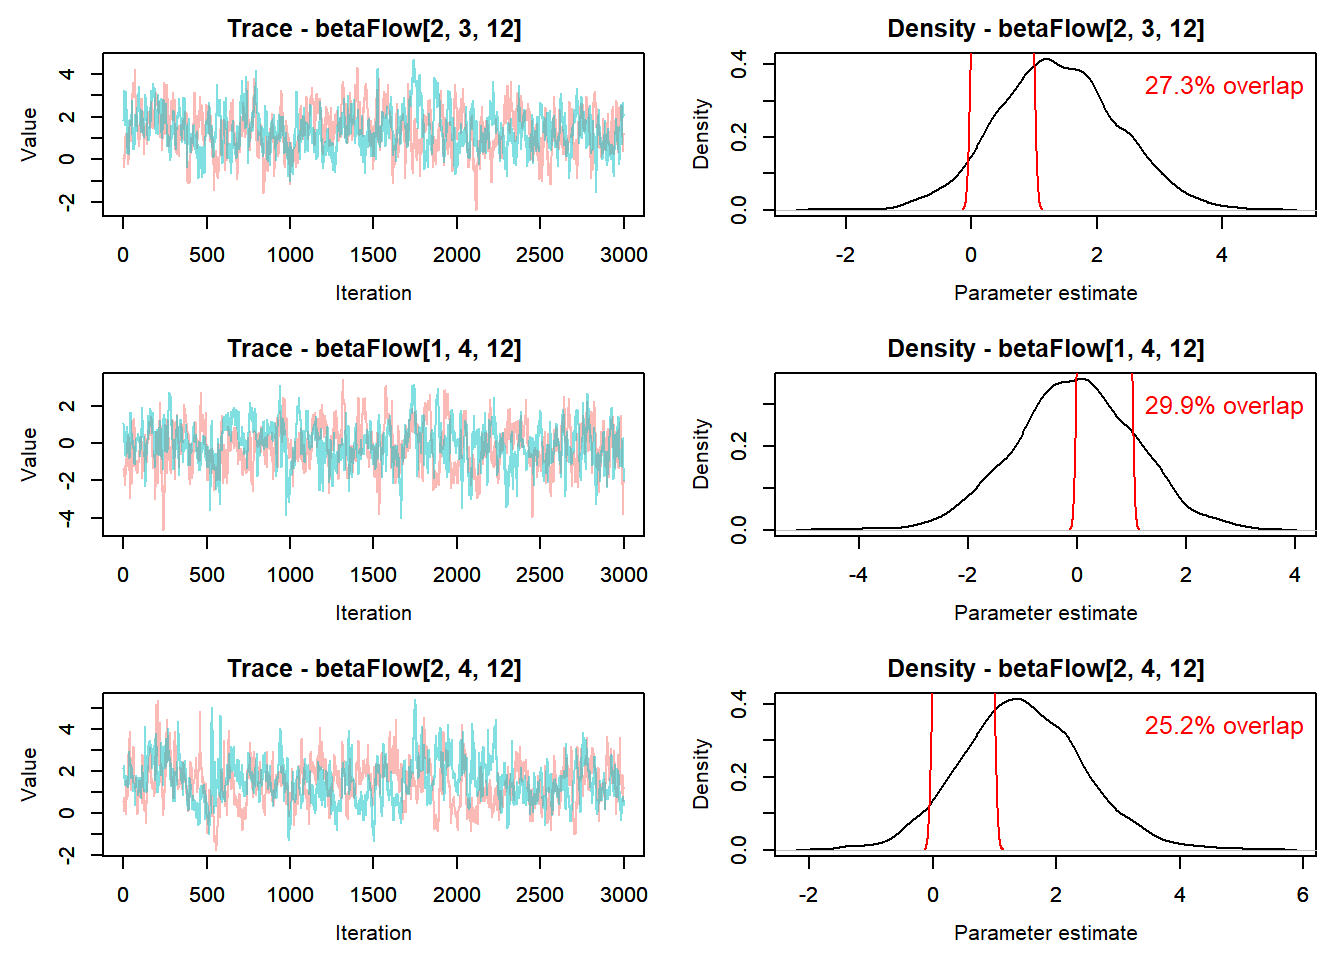 Trace - betaFlow[2, 3, 12]
Value
-2 0 2 4
0 500 1000 1500 2000 2500 3000
Iteration
Density - betaFlow[2, 3, 12]
27.3% overlap
Density
0.0 0.2 0.4
-2 0 2 4
Parameter estimate
Trace - betaFlow[1, 4, 12]
Value
-4 -2 0 2
0 500 1000 1500 2000 2500 3000
Iteration
Density - betaFlow[1, 4, 12]
29.9% overlap
Density
0.0 0.2
-4 -2 0 2 4
Parameter estimate
Trace - betaFlow[2, 4, 12]
Value
-2 0 2 4
0 500 1000 1500 2000 2500 3000
Iteration
Density - betaFlow[2, 4, 12]
25.2% overlap
Density
0.0 0.2 0.4
-2 0 2 4 6
Parameter estimate